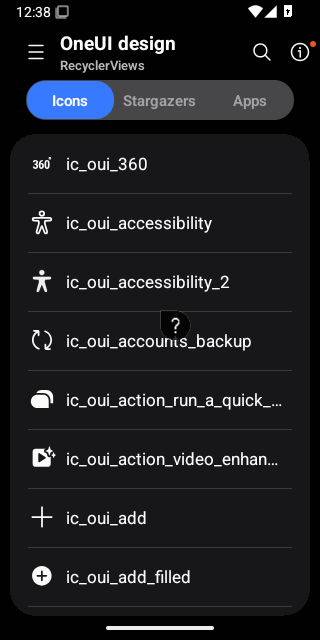 12:38
OneUI design
RecyclerViews
Icons
Stargazers
Apps
360° ic_oui_360
ic_oui_accessibility
ic_oui_accessibility_2
?
ic_oui_accounts_backup
ic_oui_action_run_a_quick_...
ic_oui_action_video_enhan...
ic_oui_add
ic_oui_add_filled